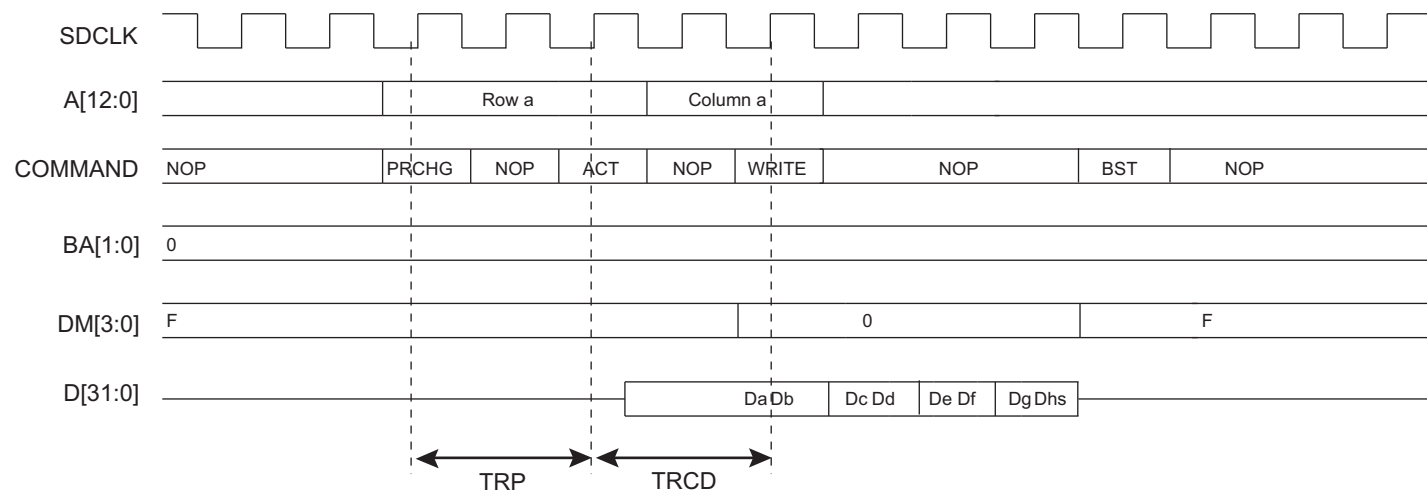 SDCLK
A[12:0] Row a Column a
COMMAND NOP PRCHG NOP ACT NOP WRITE NOP BST NOP
BA[1:0] 0
DM[3:0] F 0 F
D[31:0] Da Db Dc Dd De Df Dg Dhs
TRP TRCD